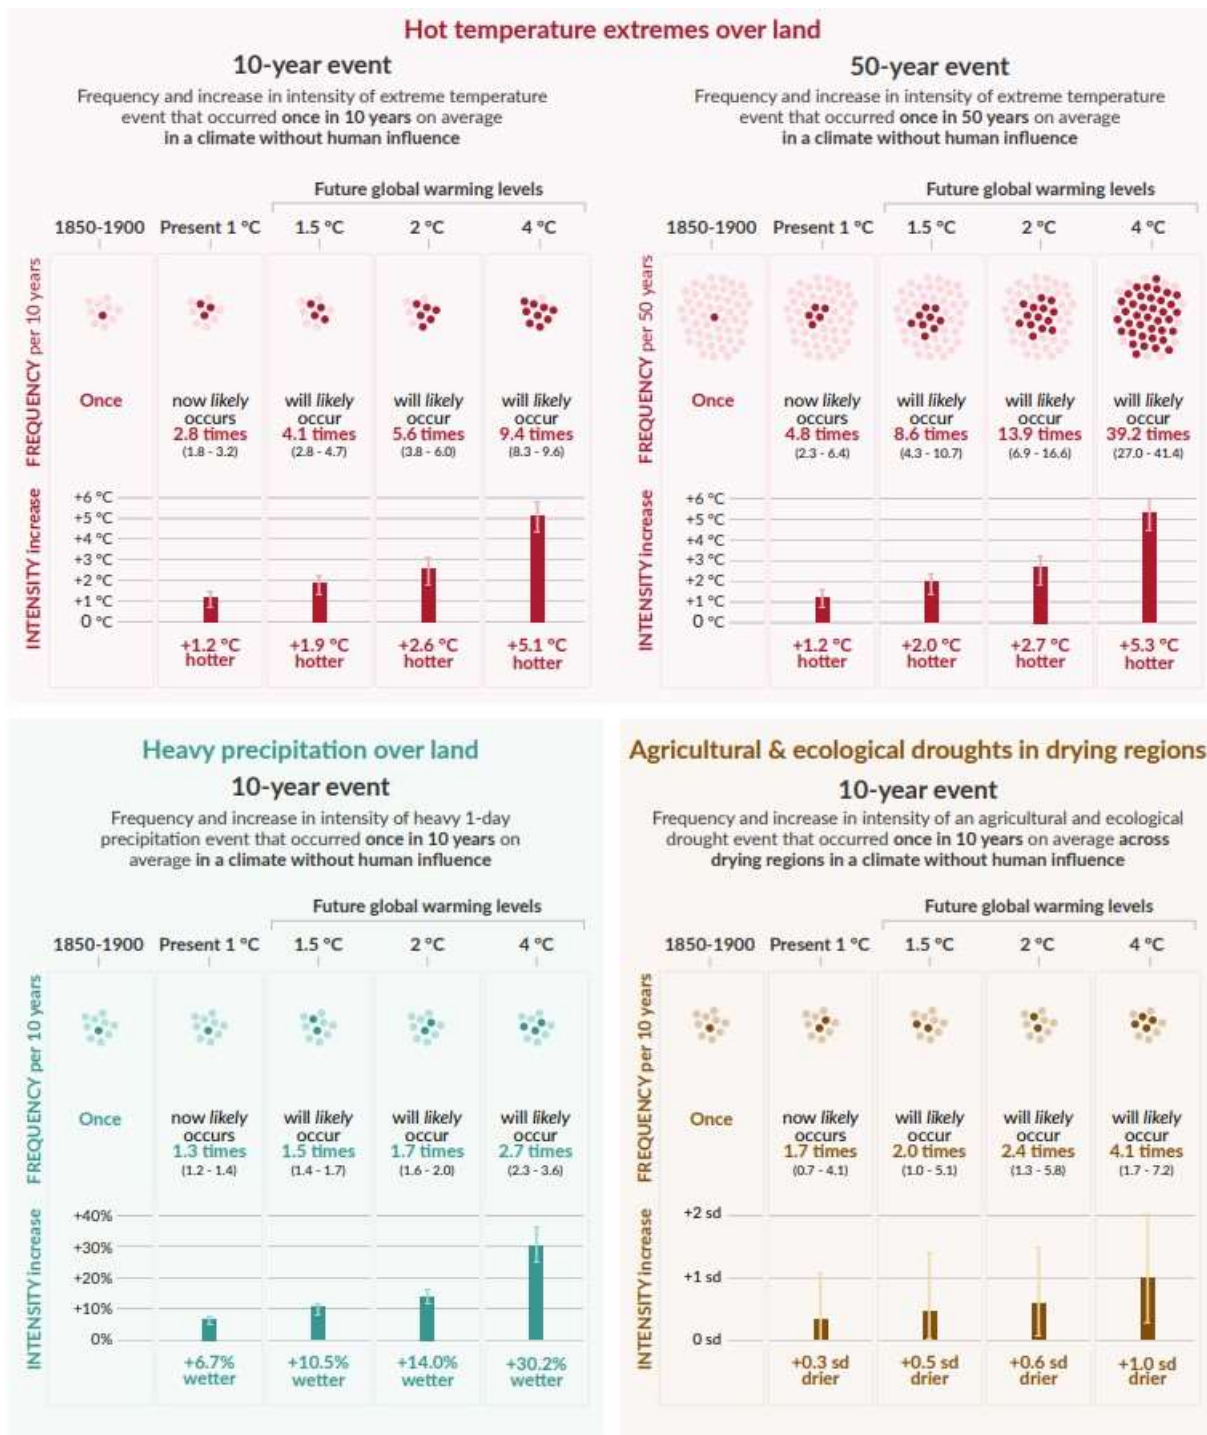 Hot temperature extremes over land
10-year event
Frequency and increase in intensity of extreme temperature
event that occurred once in 10 years on average
in a climate without human influence
Future global warming levels
1850-1900 Present 1 °C 1.5 °C 2 °C 4 °C
FREQUENCY per 10 years
Once
now likely occurs 2.8 times (1.8 - 3.2)
will likely occur 4.1 times (2.8 - 4.7)
will likely occur 5.6 times (3.8 - 6.0)
will likely occur 9.4 times (8.3 - 9.6)
INTENSITY increase
+6 °C
+5 °C
+4 °C
+3 °C
+2 °C
+1 °C
0 °C
+1.2 °C hotter
+1.9 °C hotter
+2.6 °C hotter
+5.1 °C hotter
50-year event
Frequency and increase in intensity of extreme temperature
event that occurred once in 50 years on average
in a climate without human influence
Future global warming levels
1850-1900 Present 1 °C 1.5 °C 2 °C 4 °C
FREQUENCY per 50 years
Once
now likely occurs 4.8 times (2.3 - 6.4)
will likely occur 8.6 times (4.3 - 10.7)
will likely occur 13.9 times (6.9 - 16.6)
will likely occur 39.2 times (27.0 - 41.4)
INTENSITY increase
+6 °C
+5 °C
+4 °C
+3 °C
+2 °C
+1 °C
0 °C
+1.2 °C hotter
+2.0 °C hotter
+2.7 °C hotter
+5.3 °C hotter
Heavy precipitation over land
10-year event
Frequency and increase in intensity of heavy 1-day
precipitation event that occurred once in 10 years on
average in a climate without human influence
Future global warming levels
1850-1900 Present 1 °C 1.5 °C 2 °C 4 °C
FREQUENCY per 10 years
Once
now likely occurs 1.3 times (1.2 - 1.4)
will likely occur 1.5 times (1.4 - 1.7)
will likely occur 1.7 times (1.6 - 2.0)
will likely occur 2.7 times (2.3 - 3.6)
INTENSITY increase
+40%
+30%
+20%
+10%
0%
+6.7% wetter
+10.5% wetter
+14.0% wetter
+30.2% wetter
Agricultural & ecological droughts in drying regions
10-year event
Frequency and increase in intensity of an agricultural and ecological
drought event that occurred once in 10 years on average across
drying regions in a climate without human influence
Future global warming levels
1850-1900 Present 1 °C 1.5 °C 2 °C 4 °C
FREQUENCY per 10 years
Once
now likely occurs 1.7 times (0.7 - 4.1)
will likely occur 2.0 times (1.0 - 5.1)
will likely occur 2.4 times (1.3 - 5.8)
will likely occur 4.1 times (1.7 - 7.2)
INTENSITY increase
+2 sd
+1 sd
0 sd
+0.3 sd drier
+0.5 sd drier
+0.6 sd drier
+1.0 sd drier